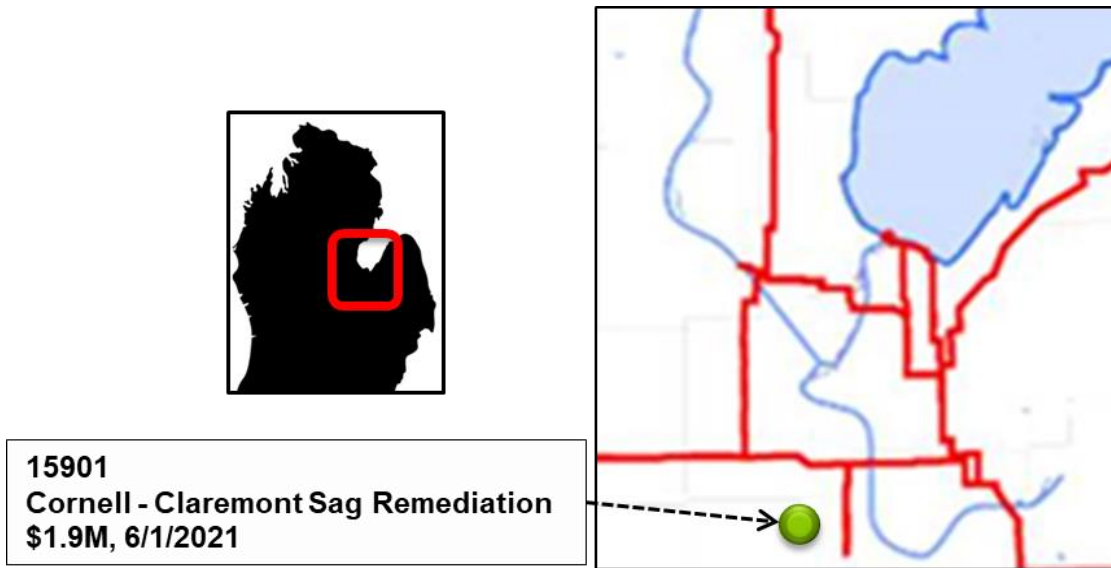 15901
Cornell - Claremont Sag Remediation
$1.9M, 6/1/2021